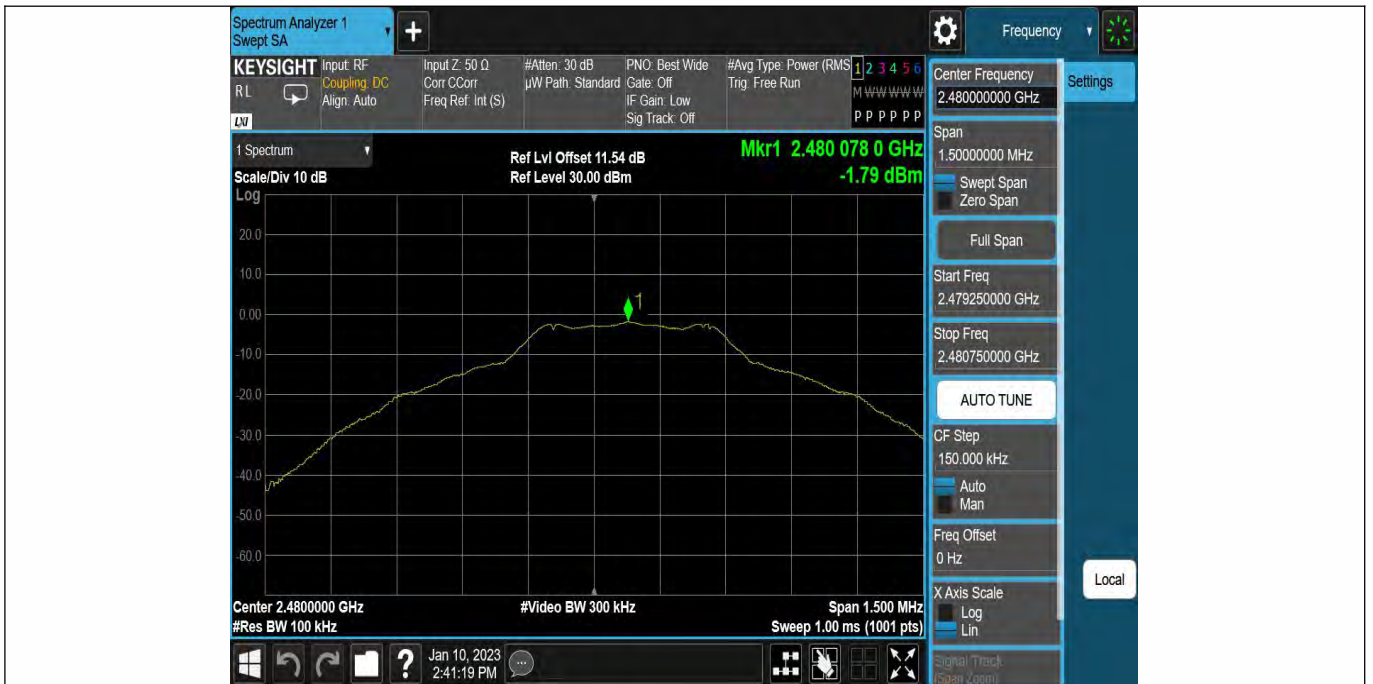 Spectrum Analyzer 1
Swept SA
+
Frequency
KEYSIGHT
RL
LXI
Input: RF
Coupling: DC
Align: Auto
Input Z: 50 Ω
Corr CCorr
Freq Ref: Int (S)
#Atten: 30 dB
µW Path: Standard
PNO: Best Wide
Gate: Off
IF Gain: Low
Sig Track: Off
#Avg Type: Power (RMS
Trig: Free Run
1 2 3 4 5 6
M W W W W W
P P P P P P
1 Spectrum
Scale/Div 10 dB
Log
Ref Lvl Offset 11.54 dB
Ref Level 30.00 dBm
Mkr1 2.480 078 0 GHz
-1.79 dBm
20.0
10.0
0.00
-10.0
-20.0
-30.0
-40.0
-50.0
-60.0
1
Center 2.4800000 GHz
#Res BW 100 kHz
#Video BW 300 kHz
Span 1.500 MHz
Sweep 1.00 ms (1001 pts)
Center Frequency
2.480000000 GHz
Settings
Span
1.50000000 MHz
Swept Span
Zero Span
Full Span
Start Freq
2.479250000 GHz
Stop Freq
2.480750000 GHz
AUTO TUNE
CF Step
150.000 kHz
Auto
Man
Freq Offset
0 Hz
X Axis Scale
Log
Lin
Local
Signal Track
(Span Zoom)
?
Jan 10, 2023
2:41:19 PM